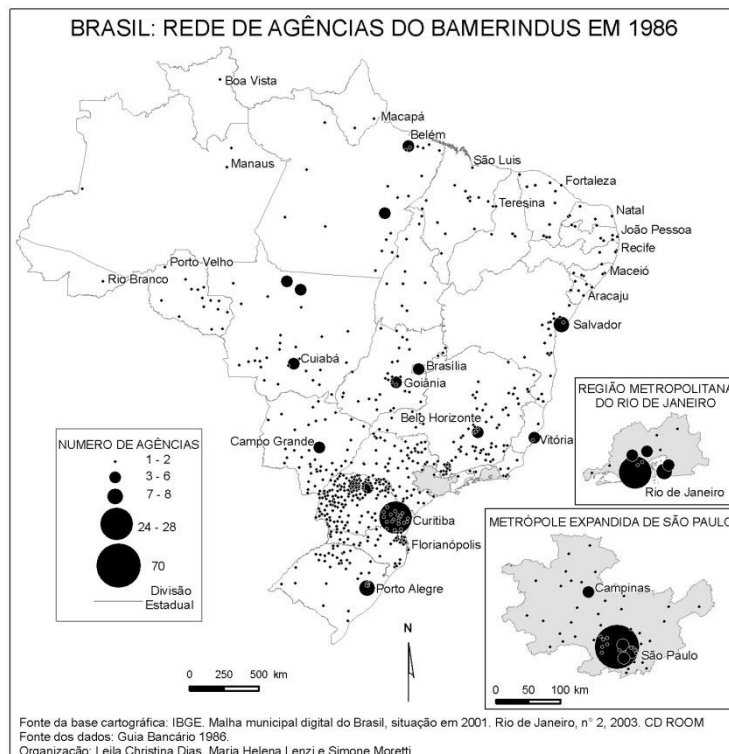 BRASIL: REDE DE AGÊNCIAS DO BAMERINDUS EM 1986
Boa Vista
Macapá
Belém
Manaus
São Luis
Fortaleza
Teresina
Natal
João Pessoa
Recife
Porto Velho
Rio Branco
Maceió
Aracaju
Salvador
Cuiabá
Brasília
Goiânia
Belo Horizonte
Vitória
Campo Grande
Curitiba
Florianópolis
Porto Alegre
NUMERO DE AGÊNCIAS
1 - 2
3 - 6
7 - 8
24 - 28
70
Divisão
Estadual
REGIÃO METROPOLITANA
DO RIO DE JANEIRO
Rio de Janeiro
METRÓPOLE EXPANDIDA DE SÃO PAULO
Campinas
São Paulo
0 50 100 km
N
0 250 500 km
Fonte da base cartográfica: IBGE. Malha municipal digital do Brasil, situação em 2001. Rio de Janeiro, n° 2, 2003. CD ROOM
Fonte dos dados: Guia Bancário 1986.
Organização: Leila Christina Dias, Maria Helena Lenzi e Simone Moretti